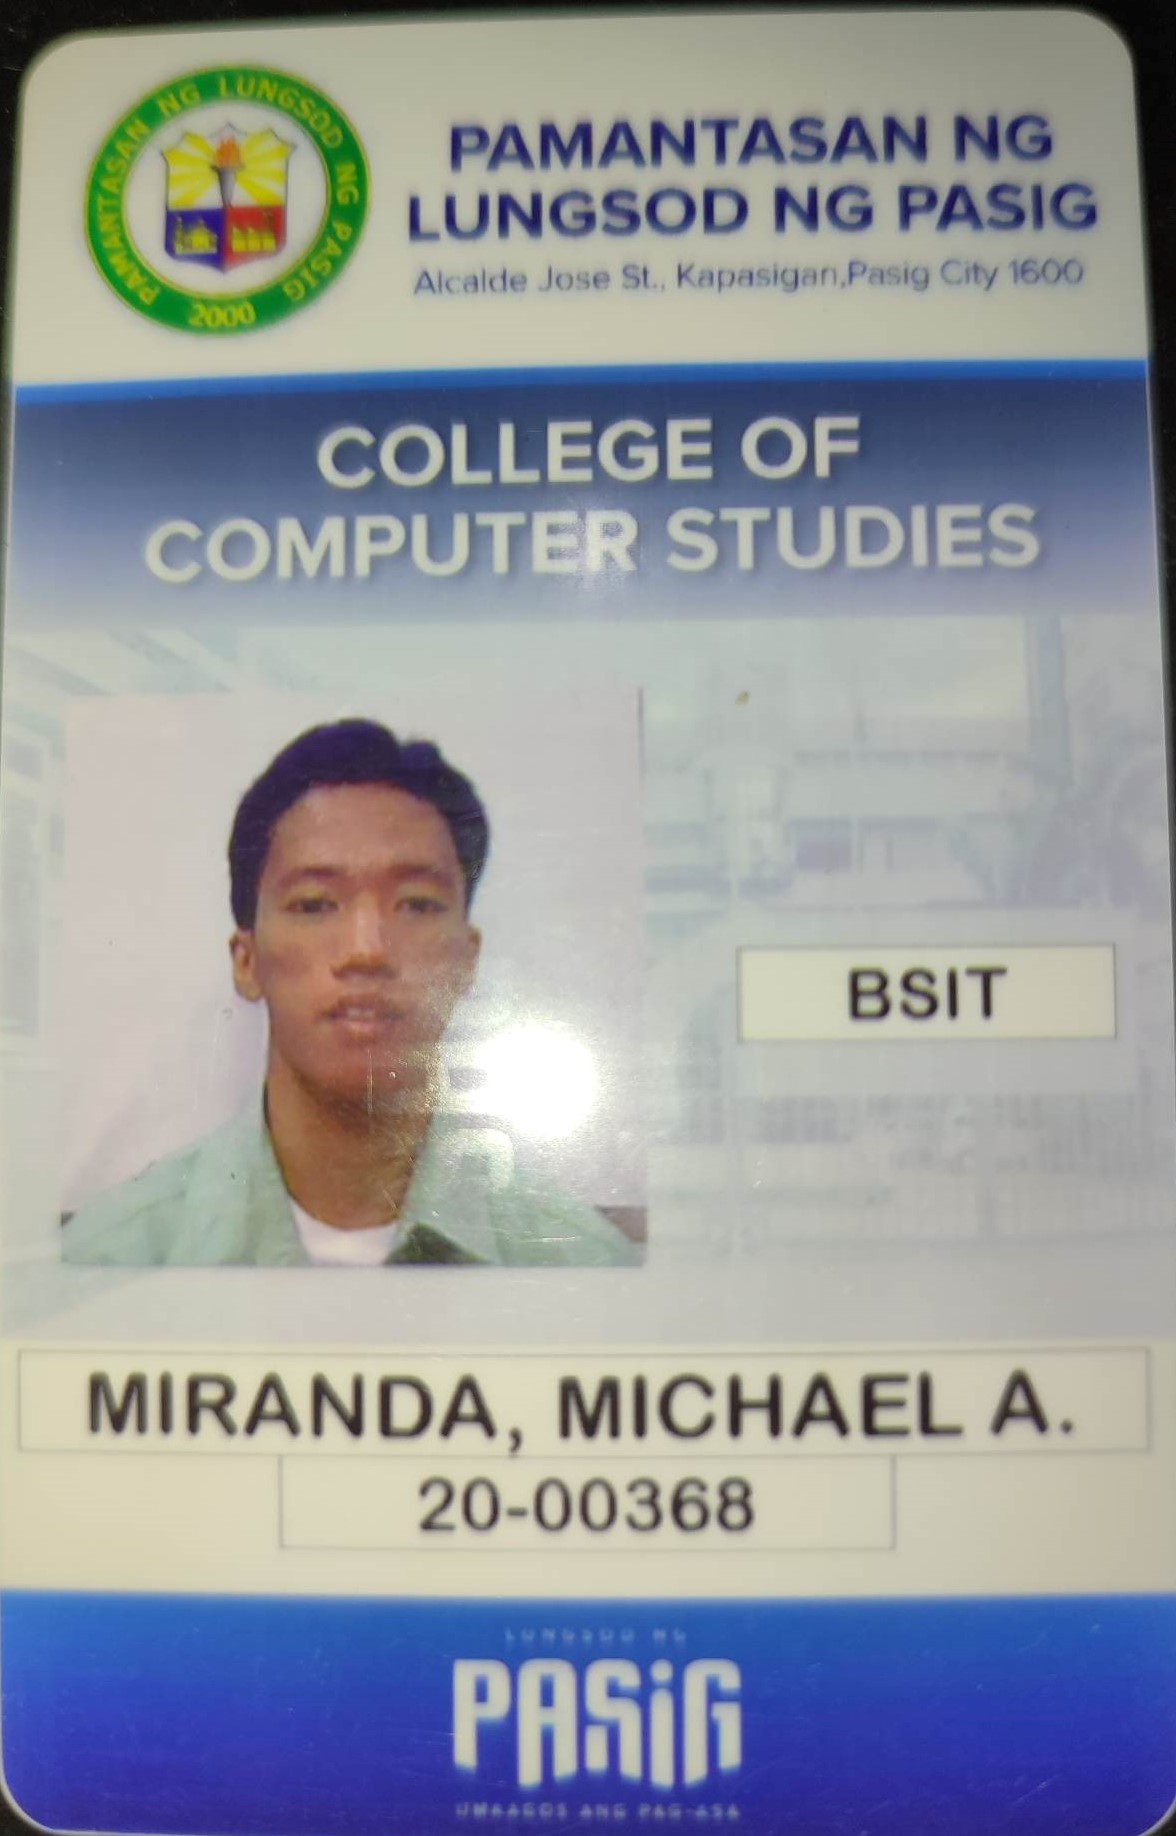 PAMANTASAN NG LUNGSOD NG PASIG
2000
PAMANTASAN NG
LUNGSOD NG PASIG
Alcalde Jose St., Kapasigan,Pasig City 1600
COLLEGE OF
COMPUTER STUDIES
BSIT
MIRANDA, MICHAEL A.
20-00368
LUNGSOD NG
PASiG
UMAAGOS ANG PAG-ASA